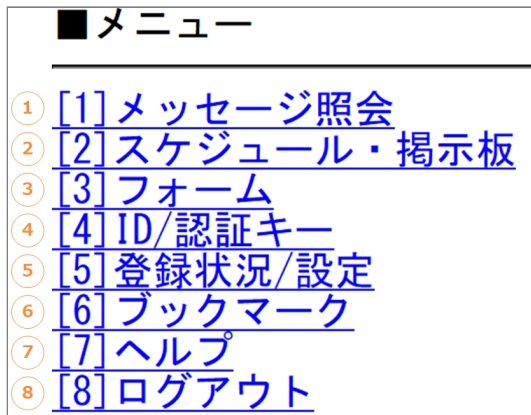 ■メニュー
1 [1]メッセージ照会
2 [2]スケジュール・掲示板
3 [3]フォーム
4 [4]ID/認証キー
5 [5]登録状況/設定
6 [6]ブックマーク
7 [7]ヘルプ
8 [8]ログアウト